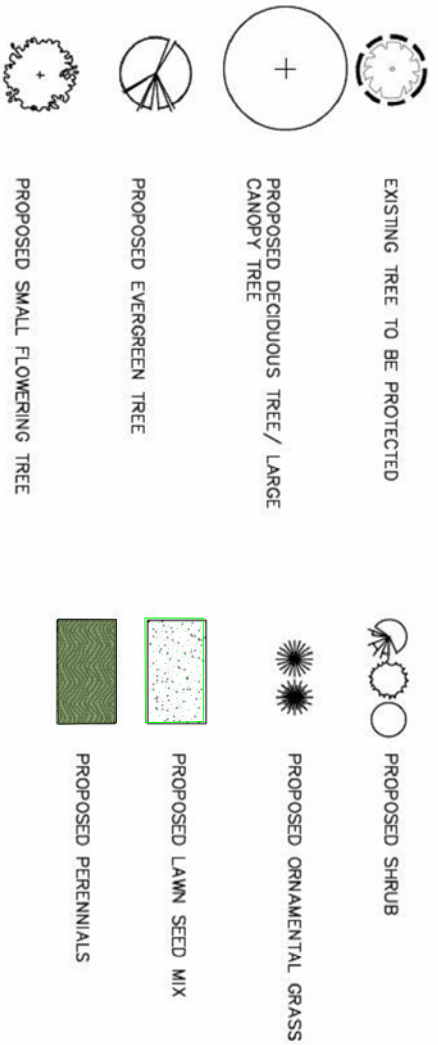 EXISTING TREE TO BE PROTECTED
PROPOSED DECIDUOUS TREE/ LARGE
CANOPY TREE
PROPOSED EVERGREEN TREE
PROPOSED SMALL FLOWERING TREE
PROPOSED SHRUB
PROPOSED ORNAMENTAL GRASS
PROPOSED LAWN SEED MIX
PROPOSED PERENNIALS